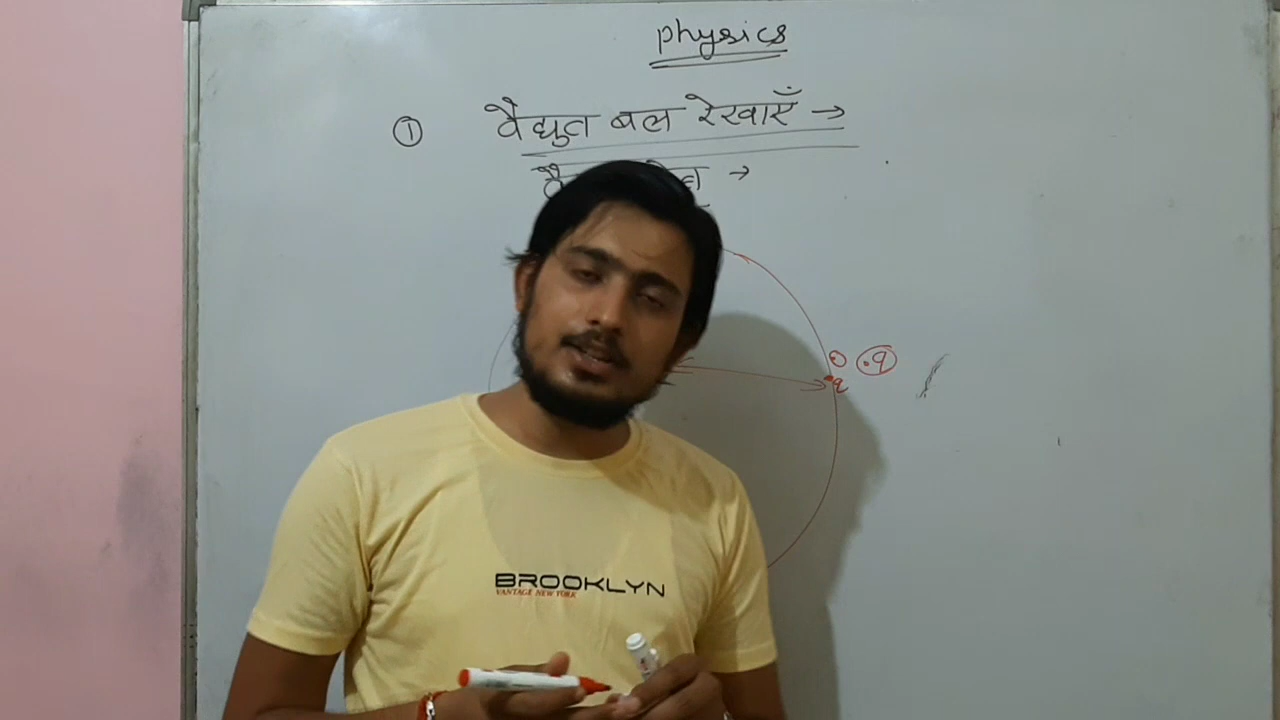 physics
① वैद्युत बल रेखाएँ →
→
q
.q
BROOKLYN
VANTAGE NEW YORK